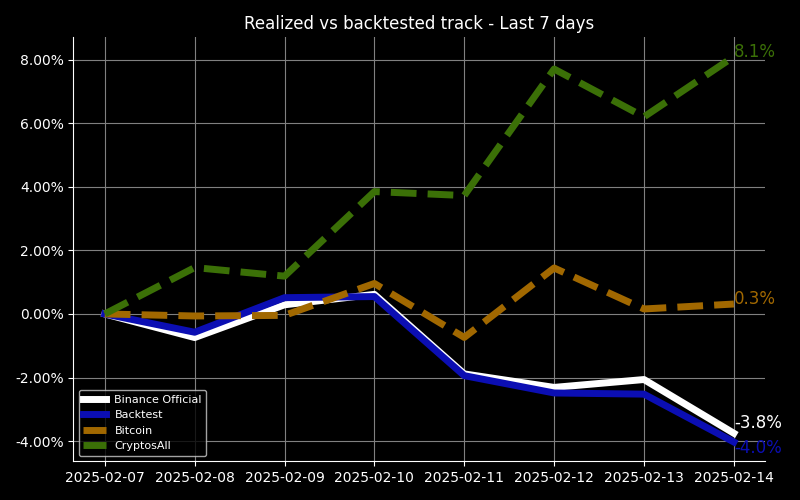 Realized vs backtested track - Last 7 days
8.00%
6.00%
4.00%
2.00%
0.00%
-2.00%
-4.00%
8.1%
0.3%
-3.8%
-4.0%
Binance Official
Backtest
Bitcoin
CryptosAll
2025-02-07 2025-02-08 2025-02-09 2025-02-10 2025-02-11 2025-02-12 2025-02-13 2025-02-14